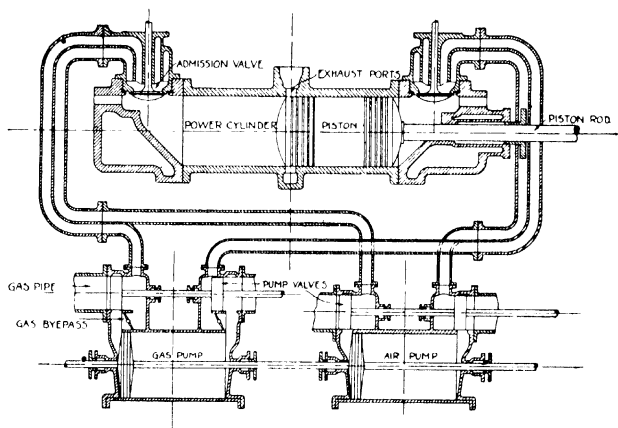 ADMISSION VALVE
EXHAUST PORTS
POWER CYLINDER
PISTON
PISTON ROD
GAS PIPE
PUMP VALVES
GAS BYEPASS
GAS PUMP
AIR PUMP